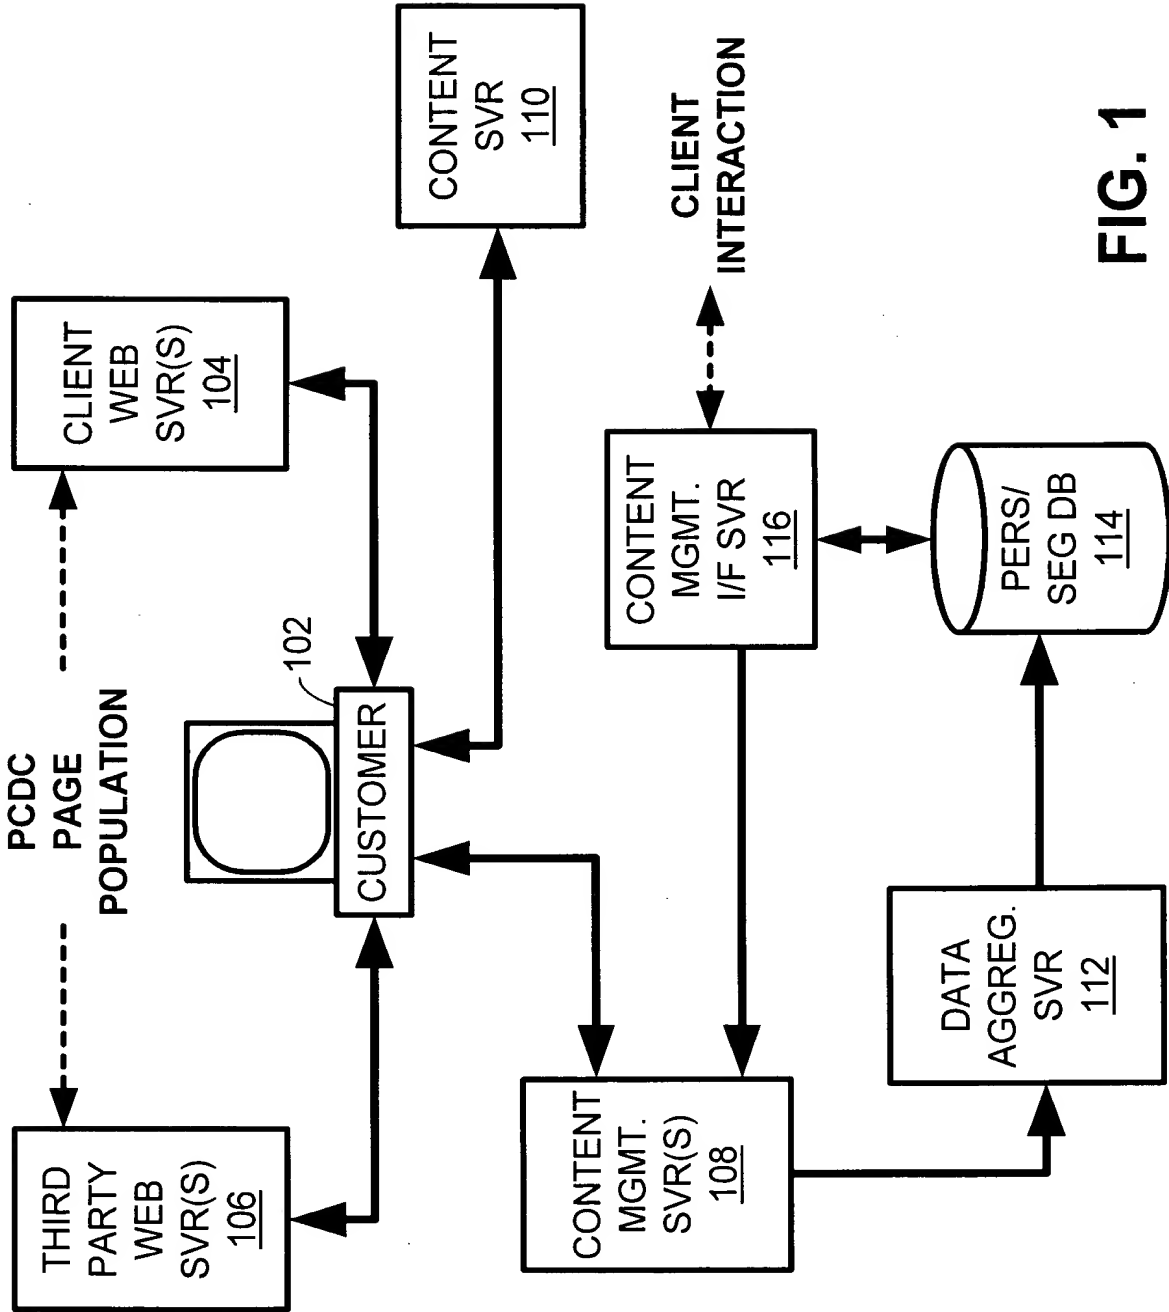 PCDC
PAGE
POPULATION
THIRD
PARTY
WEB
SVR(S)
106
CLIENT
WEB
SVR(S)
104
102
CUSTOMER
CONTENT
SVR
110
CONTENT
MGMT.
SVR(S)
108
CONTENT
MGMT.
I/F SVR
116
CLIENT
INTERACTION
DATA
AGGREG.
SVR
112
PERS/
SEG DB
114
FIG. 1